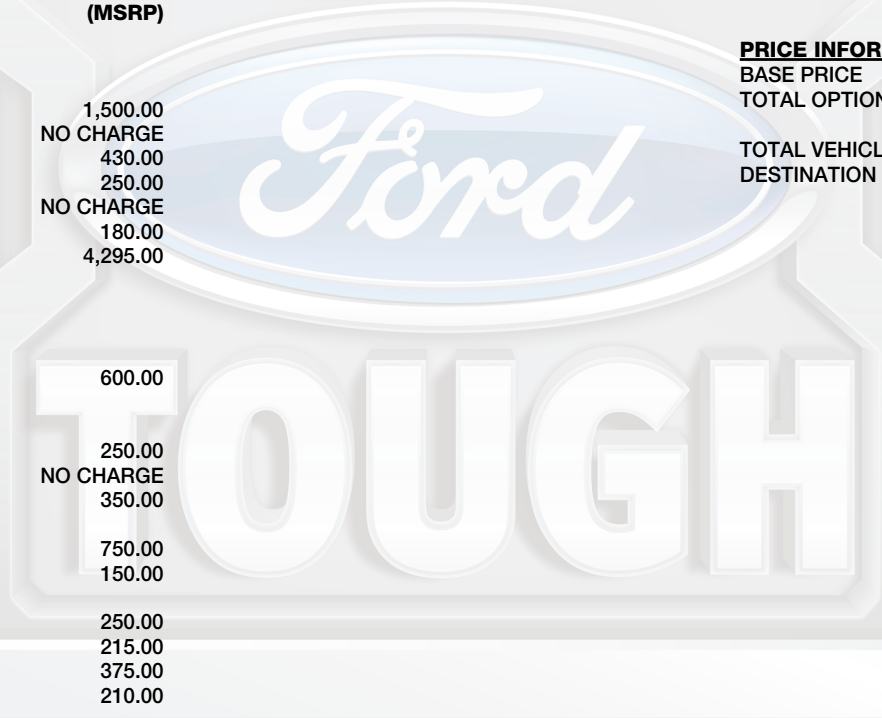 (MSRP)
1,500.00
NO CHARGE
430.00
250.00
NO CHARGE
180.00
4,295.00
600.00
250.00
NO CHARGE
350.00
750.00
150.00
250.00
215.00
375.00
210.00
PRICE INFOR
BASE PRICE
TOTAL OPTION
TOTAL VEHICL
DESTINATION
Ford
TOUGH